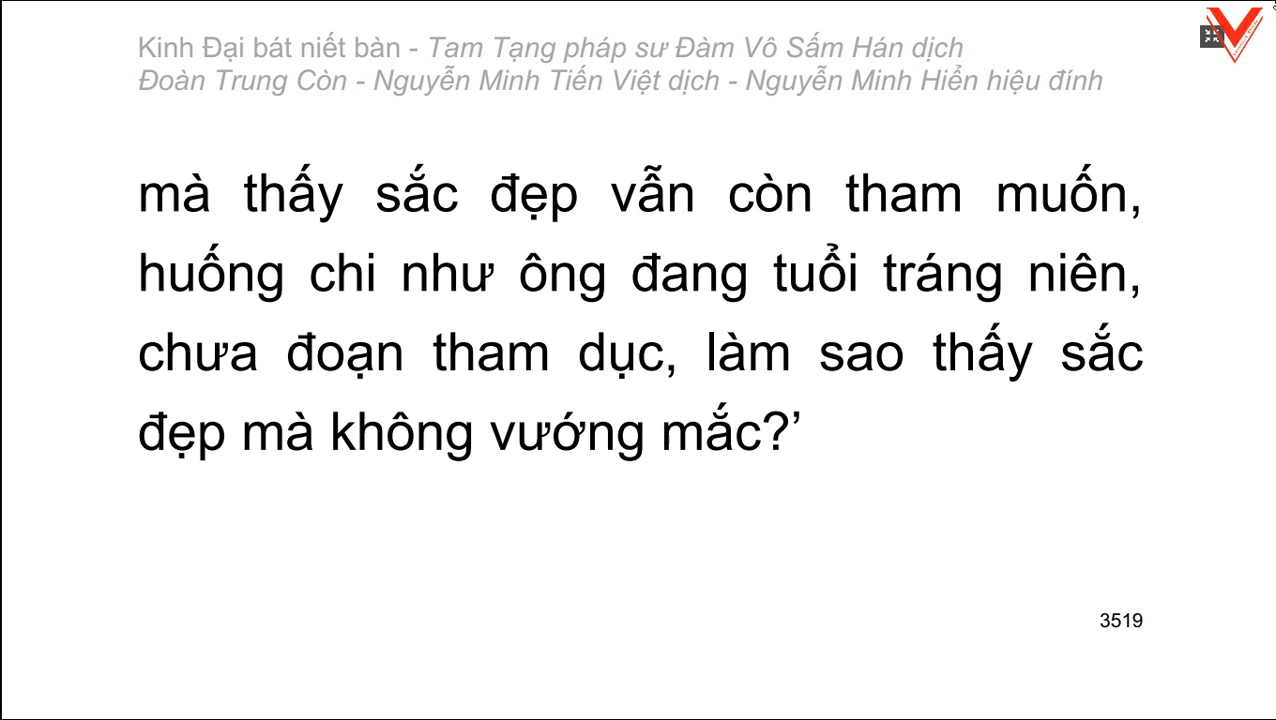 Kinh Đại bát niết bàn - Tam Tạng pháp sư Đàm Vô Sấm Hán dịch
Đoàn Trung Còn - Nguyễn Minh Tiến Việt dịch - Nguyễn Minh Hiển hiệu đính
mà thấy sắc đẹp vẫn còn tham muốn,
huống chi như ông đang tuổi tráng niên,
chưa đoạn tham dục, làm sao thấy sắc
đẹp mà không vướng mắc?’
3519